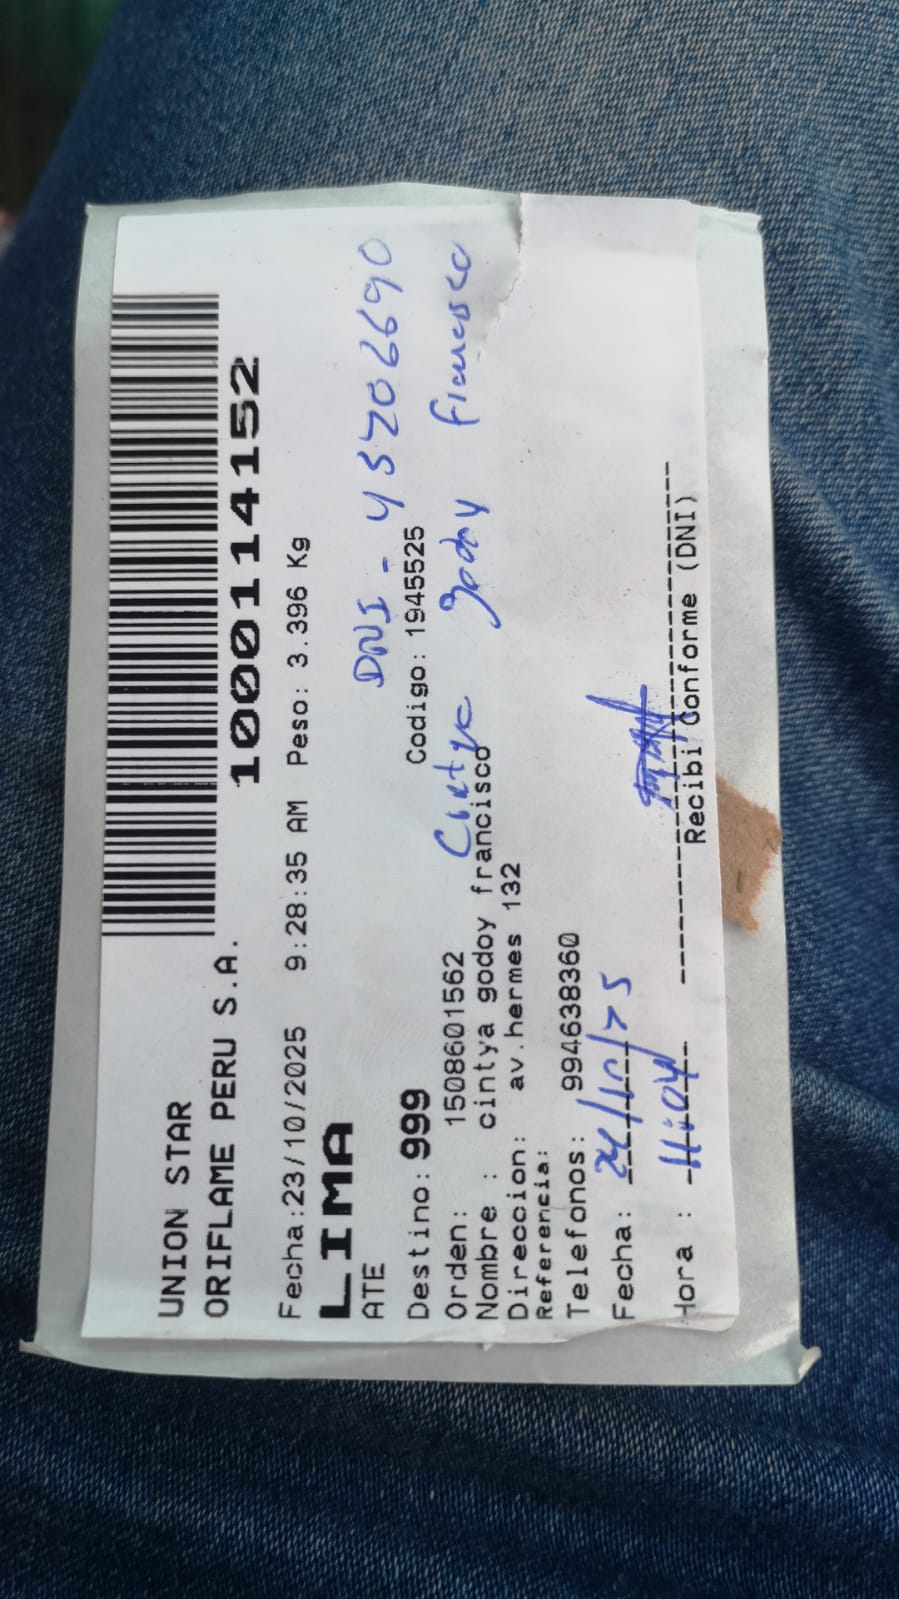 UNION STAR
ORIFLAME PERU S.A.
1000114152
Fecha:23/10/2025 9:28:35 AM Peso: 3.396 Kg
LIMA
ATE
DNI - 45206690
Destino: 999 Codigo: 1945525
Cintya godoy francisco
Orden: 1508601562
Nombre : cintya godoy francisco
Direccion: av.hermes 132
Referencia:
Telefonos: 994638360
Fecha: 24/10/25
Hora : 11:04
Recibi Conforme (DNI)